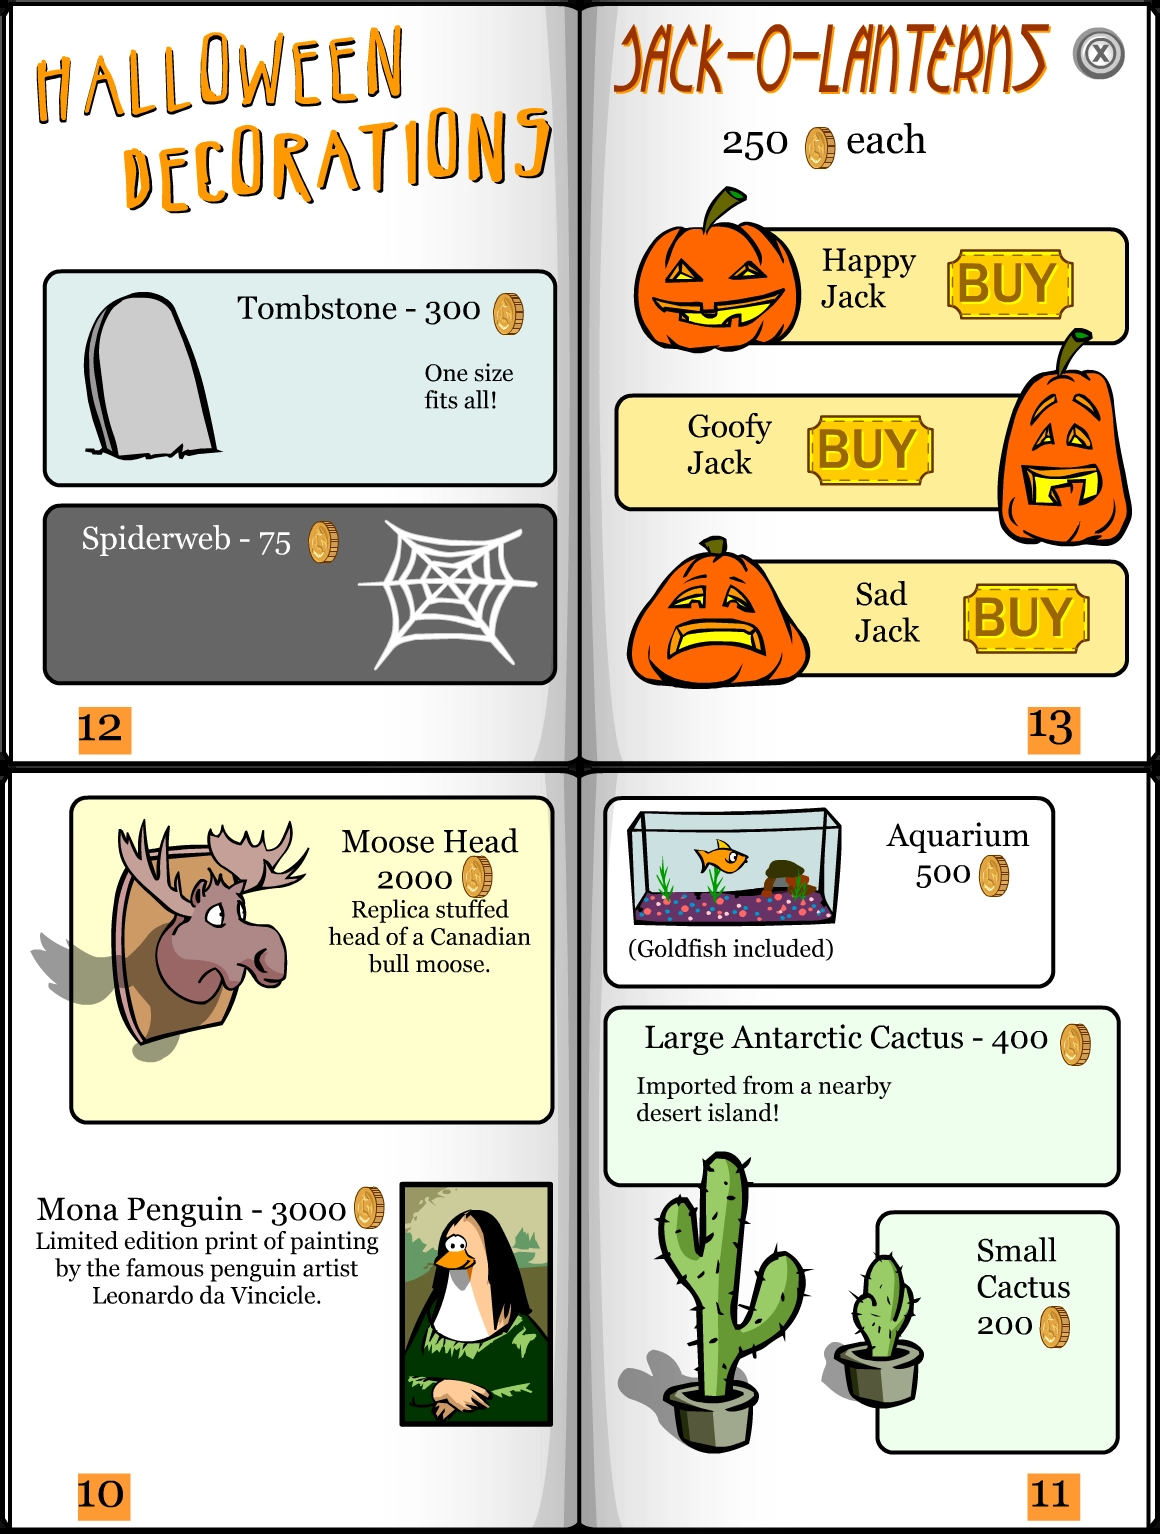 HALLOWEEN
DECORATIONS
Tombstone - 300
One size
fits all!
Spiderweb - 75
12
JACK-O-LANTERNS
X
250 each
Happy
Jack
BUY
Goofy
Jack
BUY
Sad
Jack
BUY
13
Moose Head
2000
Replica stuffed
head of a Canadian
bull moose.
Mona Penguin - 3000
Limited edition print of painting
by the famous penguin artist
Leonardo da Vincicle.
10
Aquarium
500
(Goldfish included)
Large Antarctic Cactus - 400
Imported from a nearby
desert island!
Small
Cactus
200
11